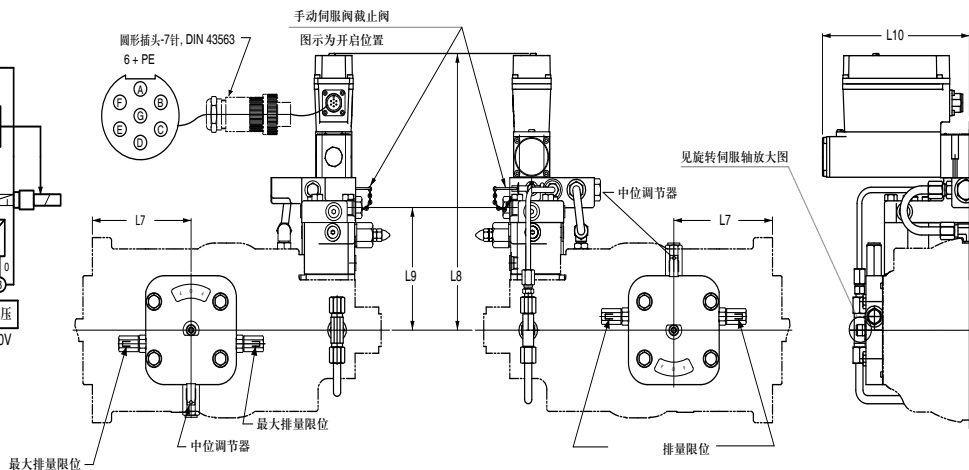 手动伺服阀截止阀
图示为开启位置
圆形插头-7针, DIN 43563
6 + PE
A
F
B
G
E
C
D
L10
见旋转伺服轴放大图
中位调节器
L7
L9
L8
L7
0
压
0V
最大排量限位
中位调节器
最大排量限位
排量限位